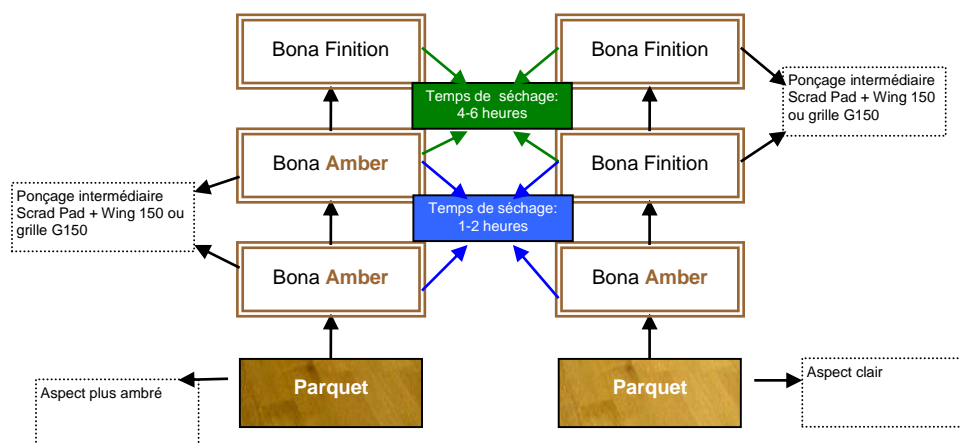 Bona Finition
Bona Finition
Temps de séchage:
4-6 heures
Ponçage intermédiaire
Scrad Pad + Wing 150
ou grille G150
Bona Amber
Bona Finition
Ponçage intermédiaire
Scrad Pad + Wing 150 ou
grille G150
Temps de séchage:
1-2 heures
Bona Amber
Bona Amber
Parquet
Parquet
Aspect plus ambré
Aspect clair